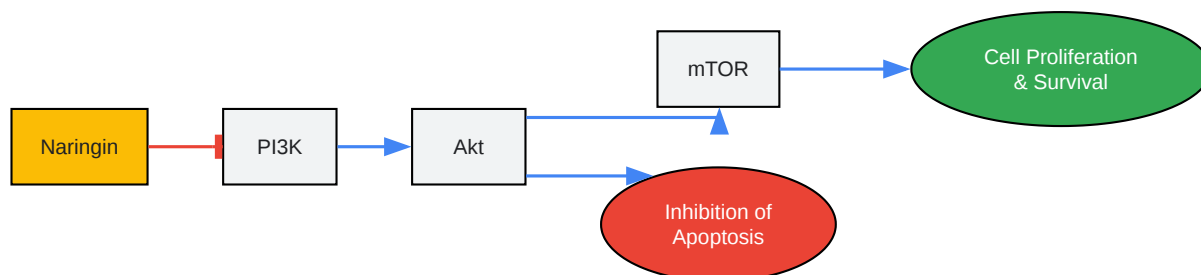 mTOR
Cell Proliferation
& Survival
Naringin
PI3K
Akt
Inhibition of
Apoptosis